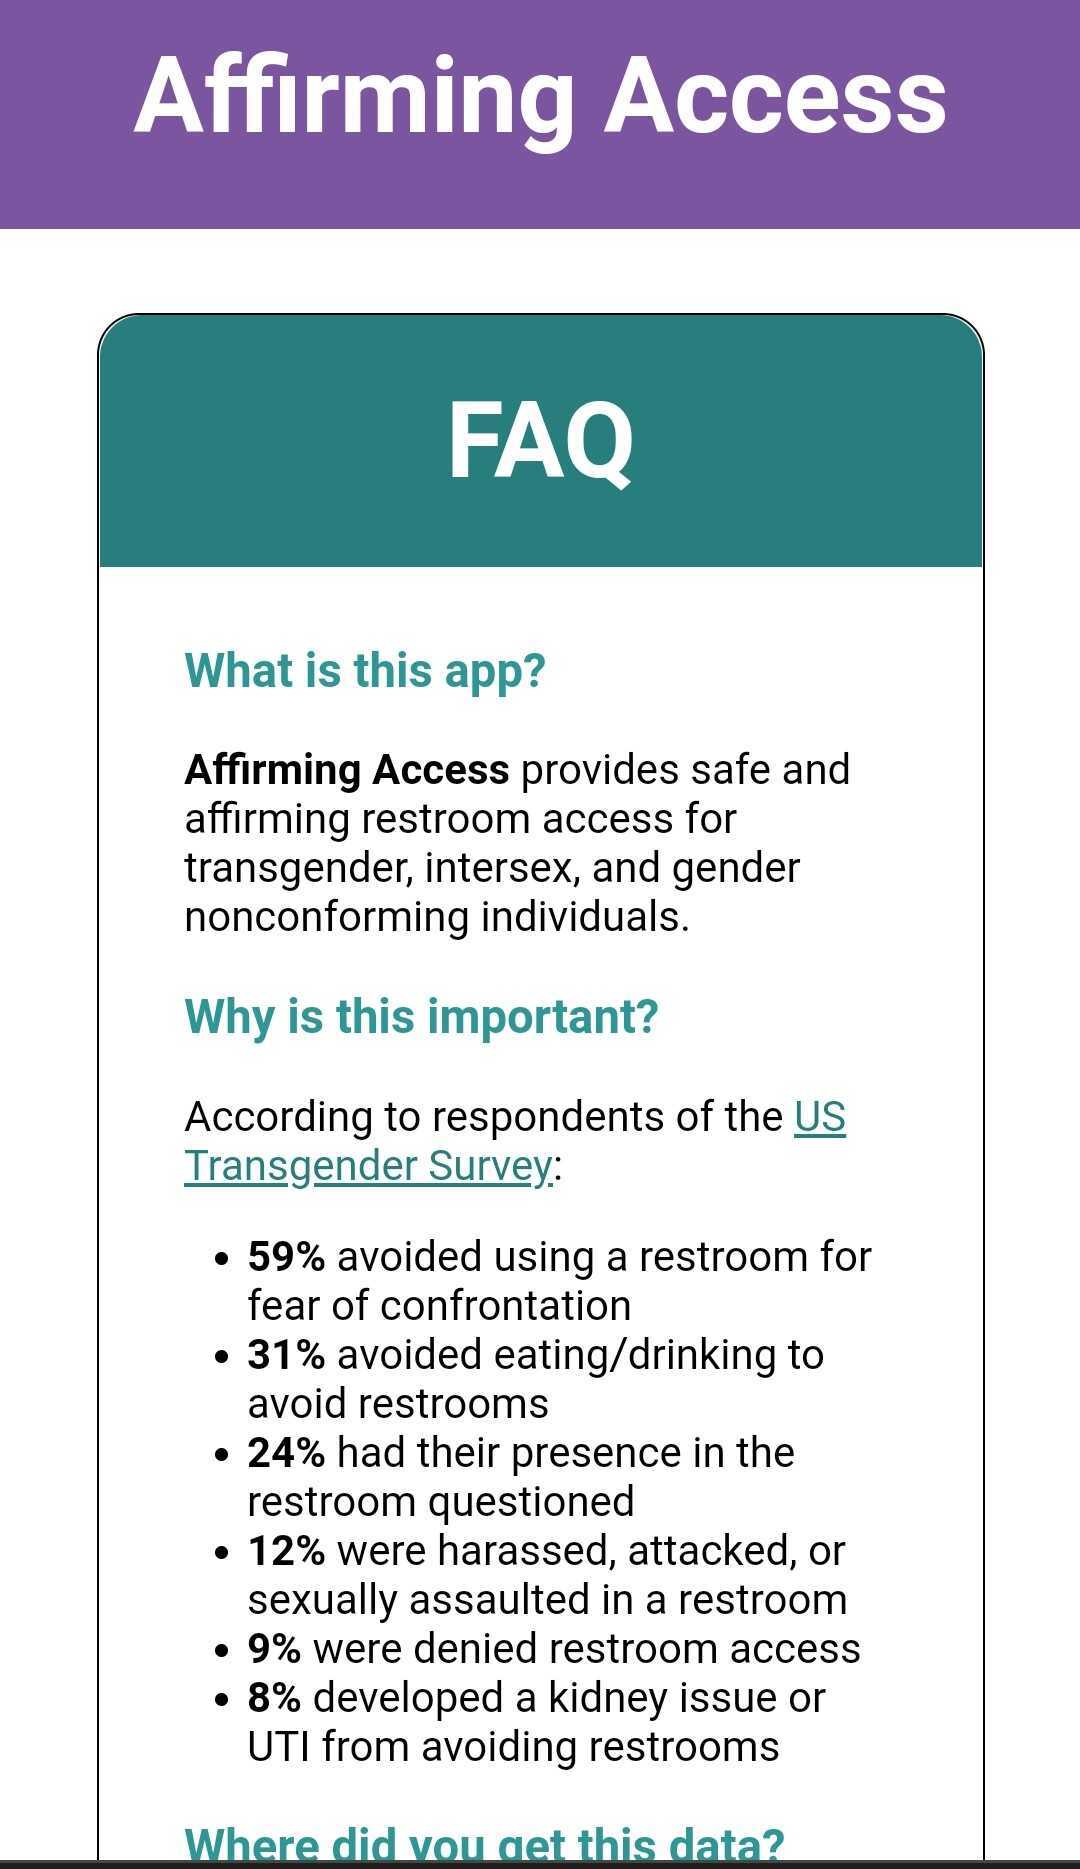 Affirming Access
FAQ
What is this app?
Affirming Access provides safe and
affirming restroom access for
transgender, intersex, and gender
nonconforming individuals.
Why is this important?
According to respondents of the US
Transgender Survey:
• 59% avoided using a restroom for
fear of confrontation
• 31% avoided eating/drinking to
avoid restrooms
• 24% had their presence in the
restroom questioned
• 12% were harassed, attacked, or
sexually assaulted in a restroom
• 9% were denied restroom access
• 8% developed a kidney issue or
UTI from avoiding restrooms
Where did you get this data?